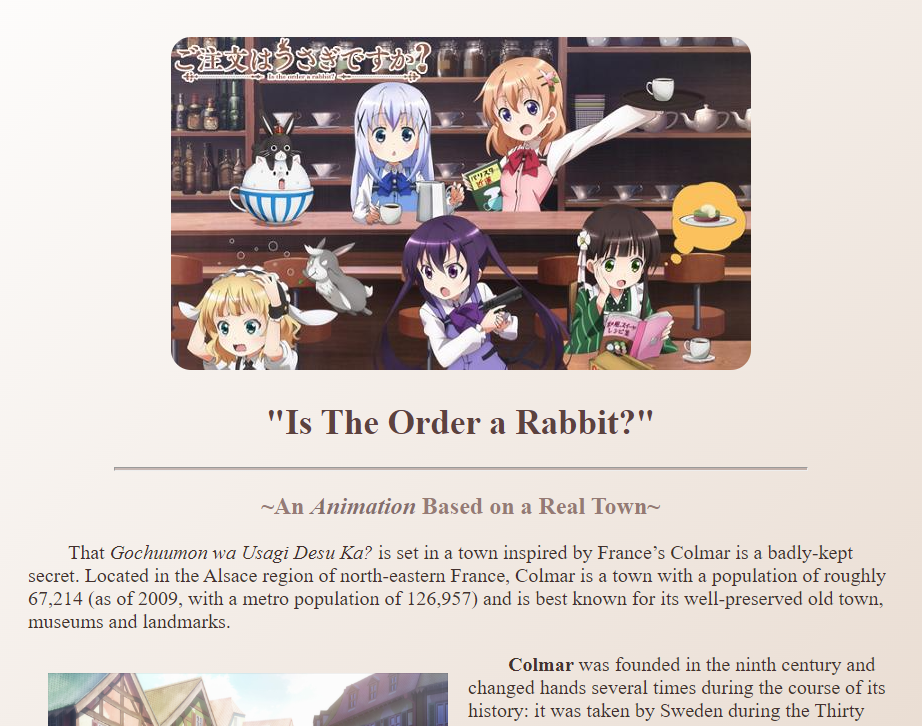 ご注文はうさぎですか?
Is the order a rabbit?
バリスタ
"Is The Order a Rabbit?"
~An Animation Based on a Real Town~
That Gochuumon wa Usagi Desu Ka? is set in a town inspired by France’s Colmar is a badly-kept
secret. Located in the Alsace region of north-eastern France, Colmar is a town with a population of roughly
67,214 (as of 2009, with a metro population of 126,957) and is best known for its well-preserved old town,
museums and landmarks.
Colmar was founded in the ninth century and
changed hands several times during the course of its
history: it was taken by Sweden during the Thirty